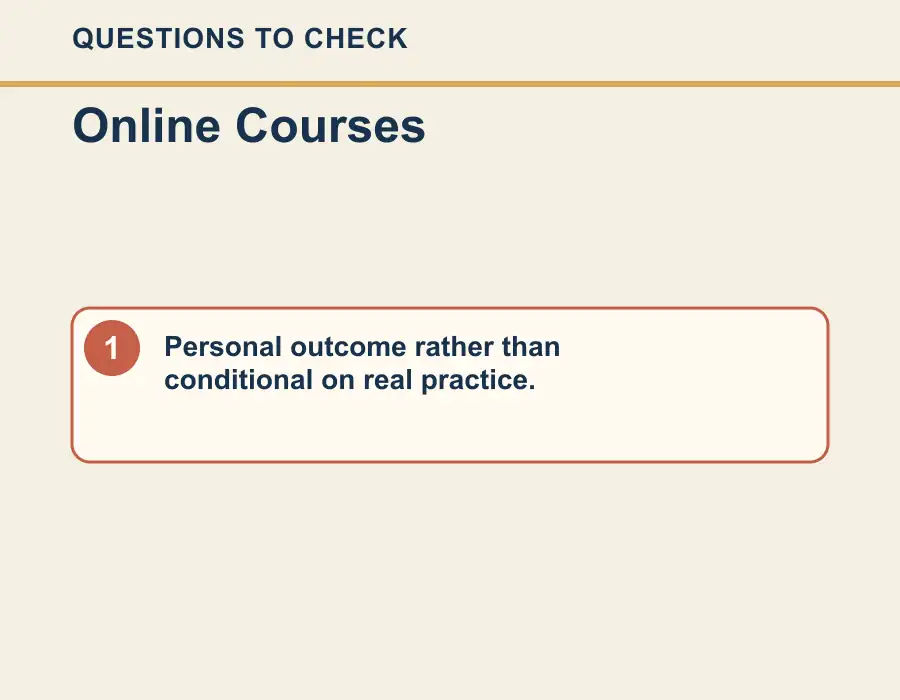 QUESTIONS TO CHECK
Online Courses
1
Personal outcome rather than
conditional on real practice.